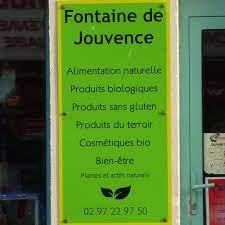 Fontaine de
Jouvence
Alimentation naturelle
Produits biologiques
Produits sans gluten
Produits du terroir
Cosmétiques bio
Bien-être
Plantes et actifs naturels
02 97 22 97 50